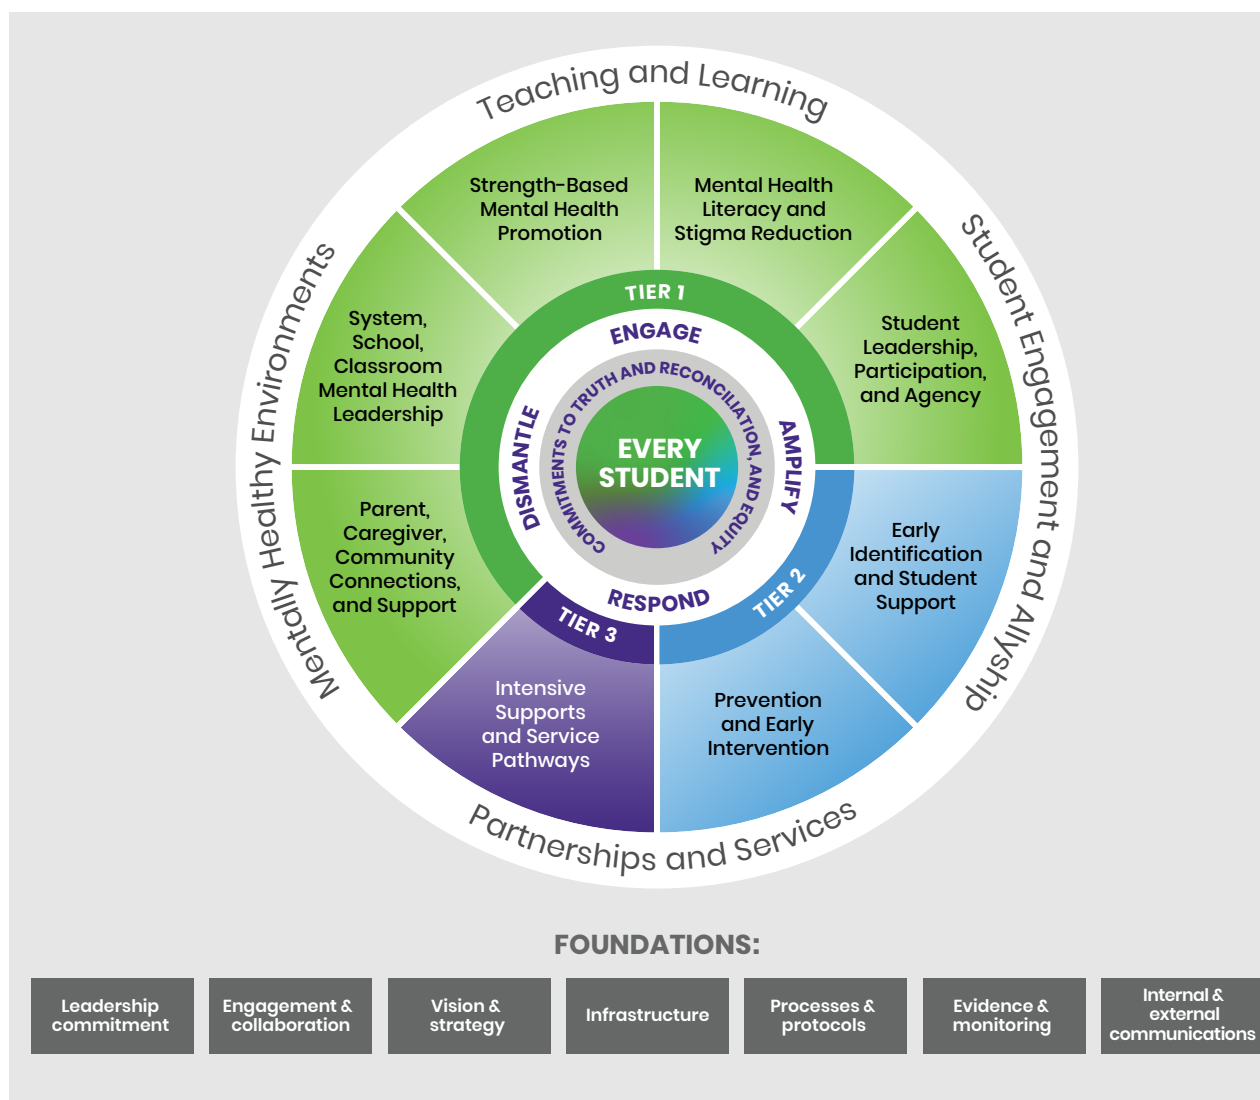 Teaching and Learning
Student Engagement and Allyship
Partnerships and Services
Mentally Healthy Environments
Strength-Based
Mental Health
Promotion
Mental Health
Literacy and
Stigma Reduction
Student
Leadership,
Participation,
and Agency
Early
Identification
and Student
Support
Prevention
and Early
Intervention
Intensive
Supports
and Service
Pathways
Parent,
Caregiver,
Community
Connections,
and Support
System,
School,
Classroom
Mental Health
Leadership
TIER 1
TIER 2
TIER 3
ENGAGE
AMPLIFY
RESPOND
DISMANTLE
COMMITMENTS TO TRUTH AND RECONCILIATION, AND EQUITY
EVERY
STUDENT
FOUNDATIONS:
Leadership
commitment
Engagement &
collaboration
Vision &
strategy
Infrastructure
Processes &
protocols
Evidence &
monitoring
Internal &
external
communications